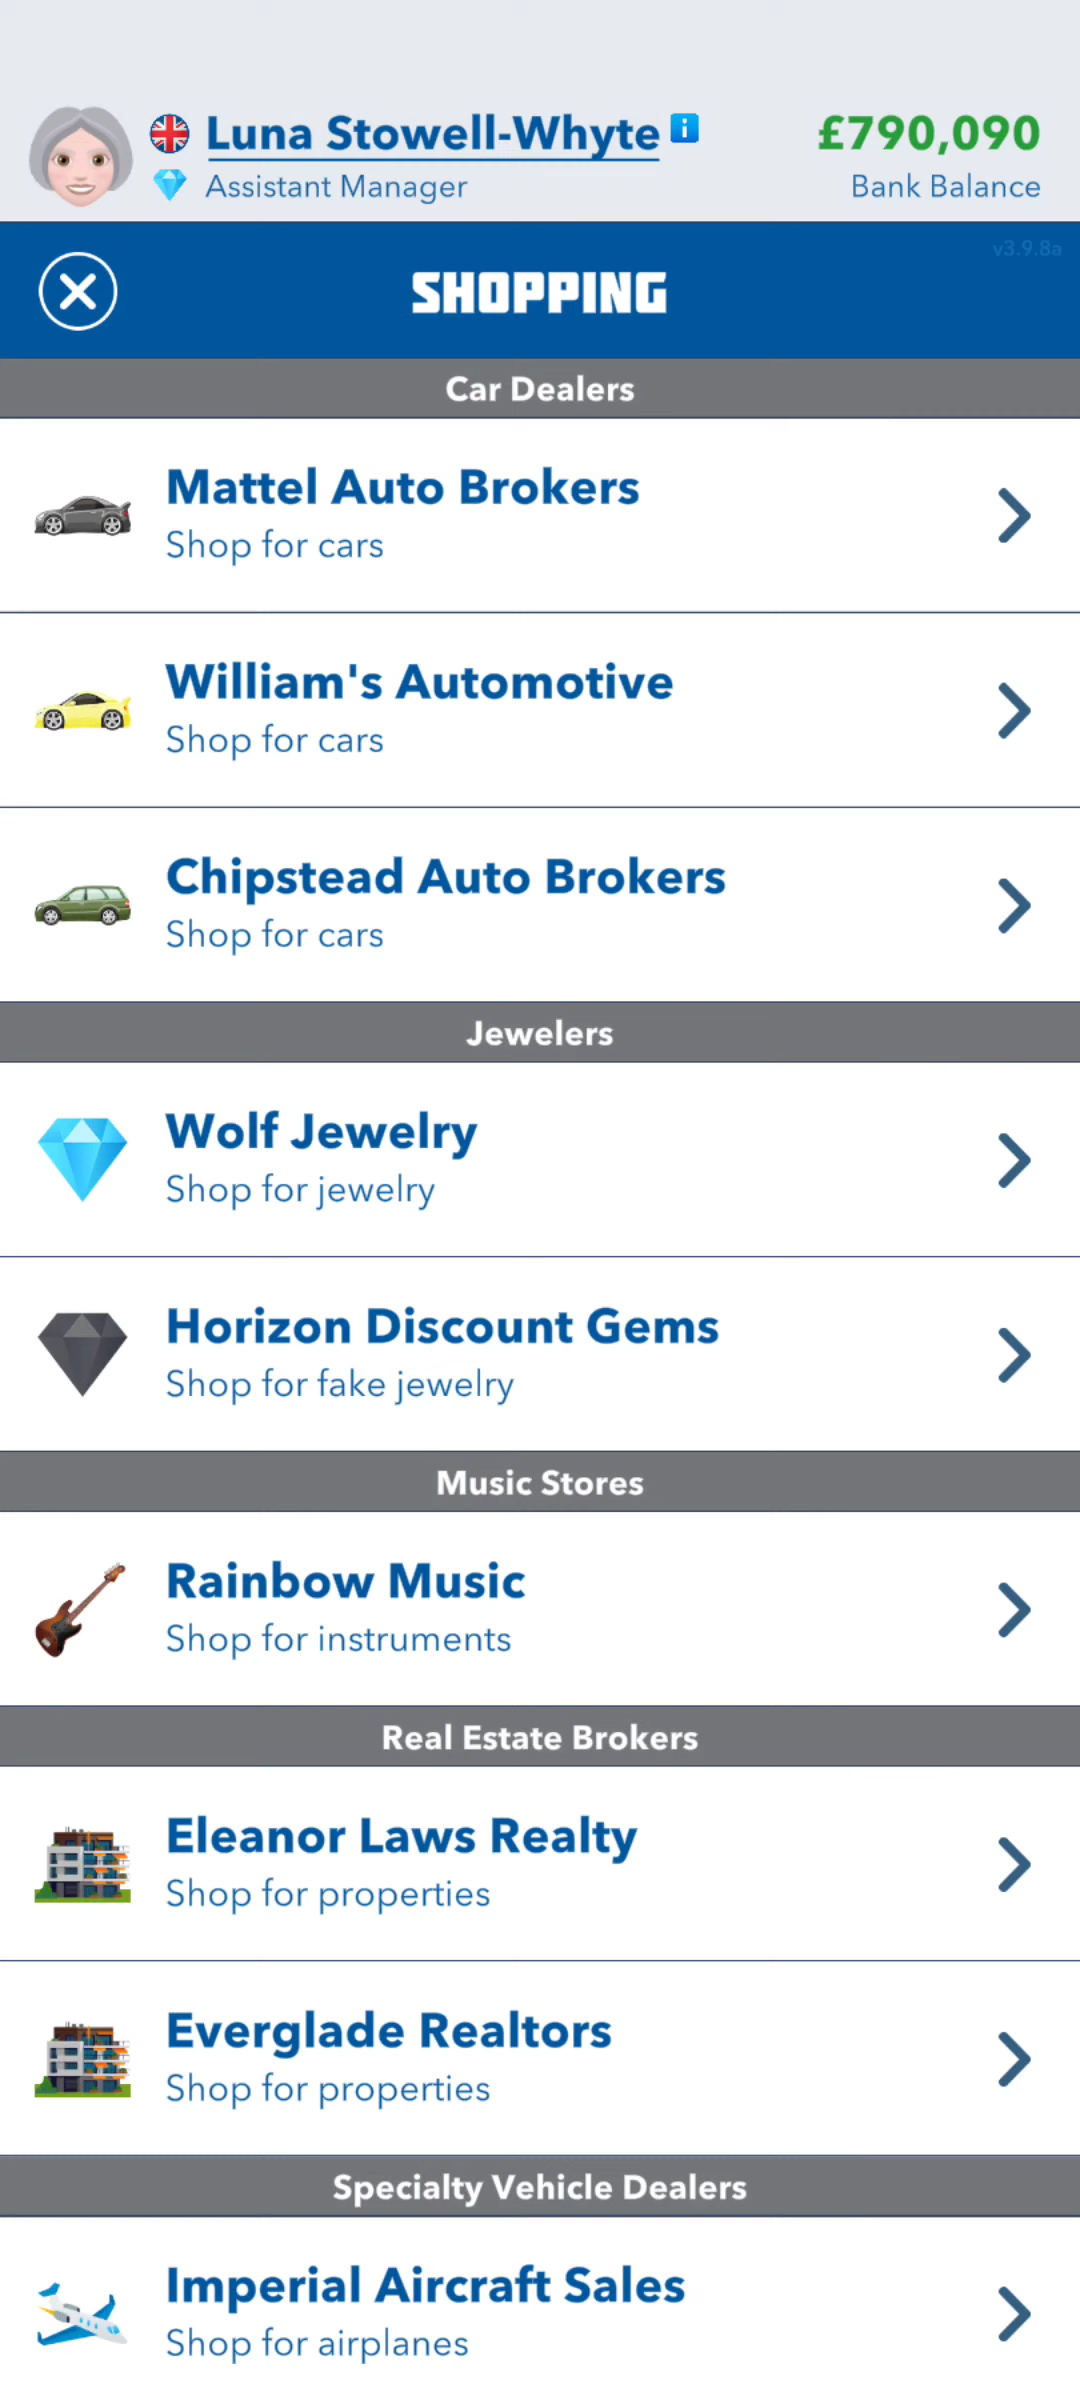 Luna Stowell-Whyte
£790,090
Assistant Manager
Bank Balance
v3.9.8a
SHOPPING
Car Dealers
Mattel Auto Brokers
Shop for cars
William's Automotive
Shop for cars
Chipstead Auto Brokers
Shop for cars
Jewelers
Wolf Jewelry
Shop for jewelry
Horizon Discount Gems
Shop for fake jewelry
Music Stores
Rainbow Music
Shop for instruments
Real Estate Brokers
Eleanor Laws Realty
Shop for properties
Everglade Realtors
Shop for properties
Specialty Vehicle Dealers
Imperial Aircraft Sales
Shop for airplanes